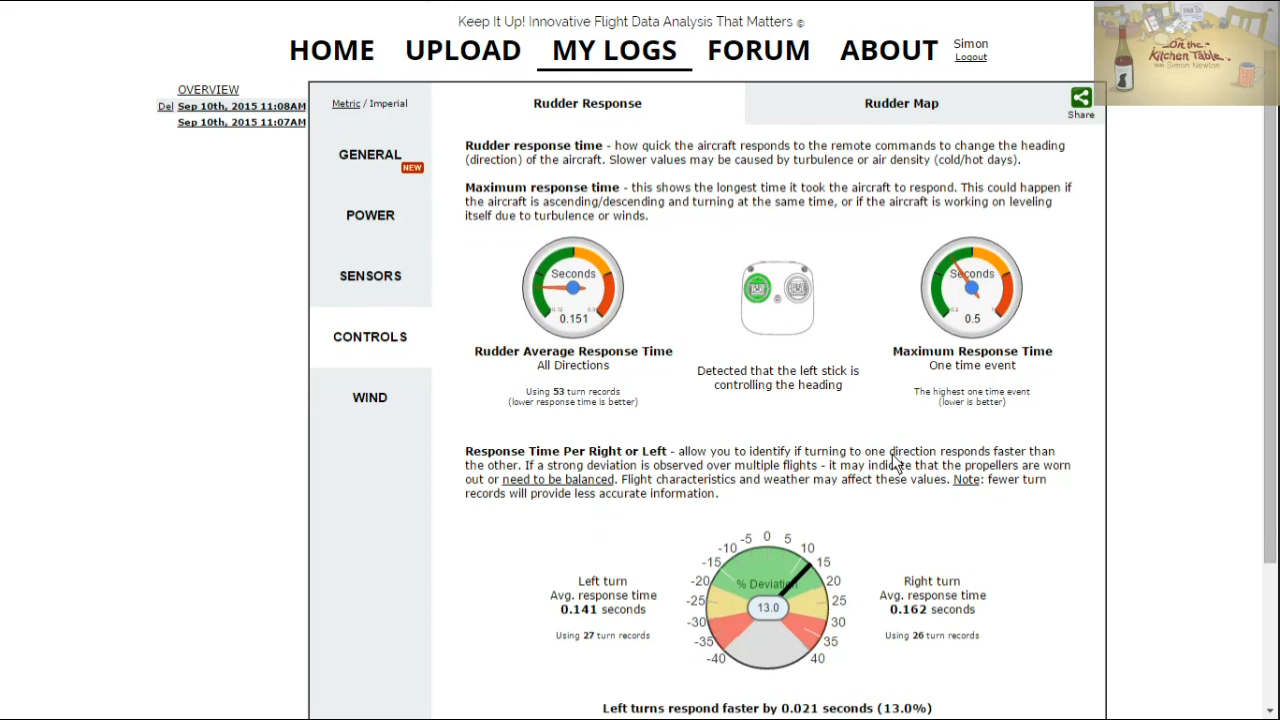 Keep It Up! Innovative Flight Data Analysis That Matters ©
HOME UPLOAD MY LOGS FORUM ABOUT
Simon
Logout
On the Kitchen Table
with Simon Newton
OVERVIEW
Del Sep 10th, 2015 11:08AM
Sep 10th, 2015 11:07AM
Metric / Imperial
Rudder Response
Rudder Map
Share
GENERAL
NEW
POWER
SENSORS
CONTROLS
WIND
Rudder response time - how quick the aircraft responds to the remote commands to change the heading
(direction) of the aircraft. Slower values may be caused by turbulence or air density (cold/hot days).
Maximum response time - this shows the longest time it took the aircraft to respond. This could happen if
the aircraft is ascending/descending and turning at the same time, or if the aircraft is working on leveling
itself due to turbulence or winds.
Seconds
0.151
Rudder Average Response Time
All Directions
Using 53 turn records
(lower response time is better)
Detected that the left stick is
controlling the heading
Seconds
0.5
Maximum Response Time
One time event
The highest one time event
(lower is better)
Response Time Per Right or Left - allow you to identify if turning to one direction responds faster than
the other. If a strong deviation is observed over multiple flights - it may indicate that the propellers are worn
out or need to be balanced. Flight characteristics and weather may affect these values. Note: fewer turn
records will provide less accurate information.
Left turn
Avg. response time
0.141 seconds
Using 27 turn records
-40 -35 -30 -25 -20 -15 -10 -5 0 5 10 15 20 25 30 35 40
% Deviation
13.0
Right turn
Avg. response time
0.162 seconds
Using 26 turn records
Left turns respond faster by 0.021 seconds (13.0%)